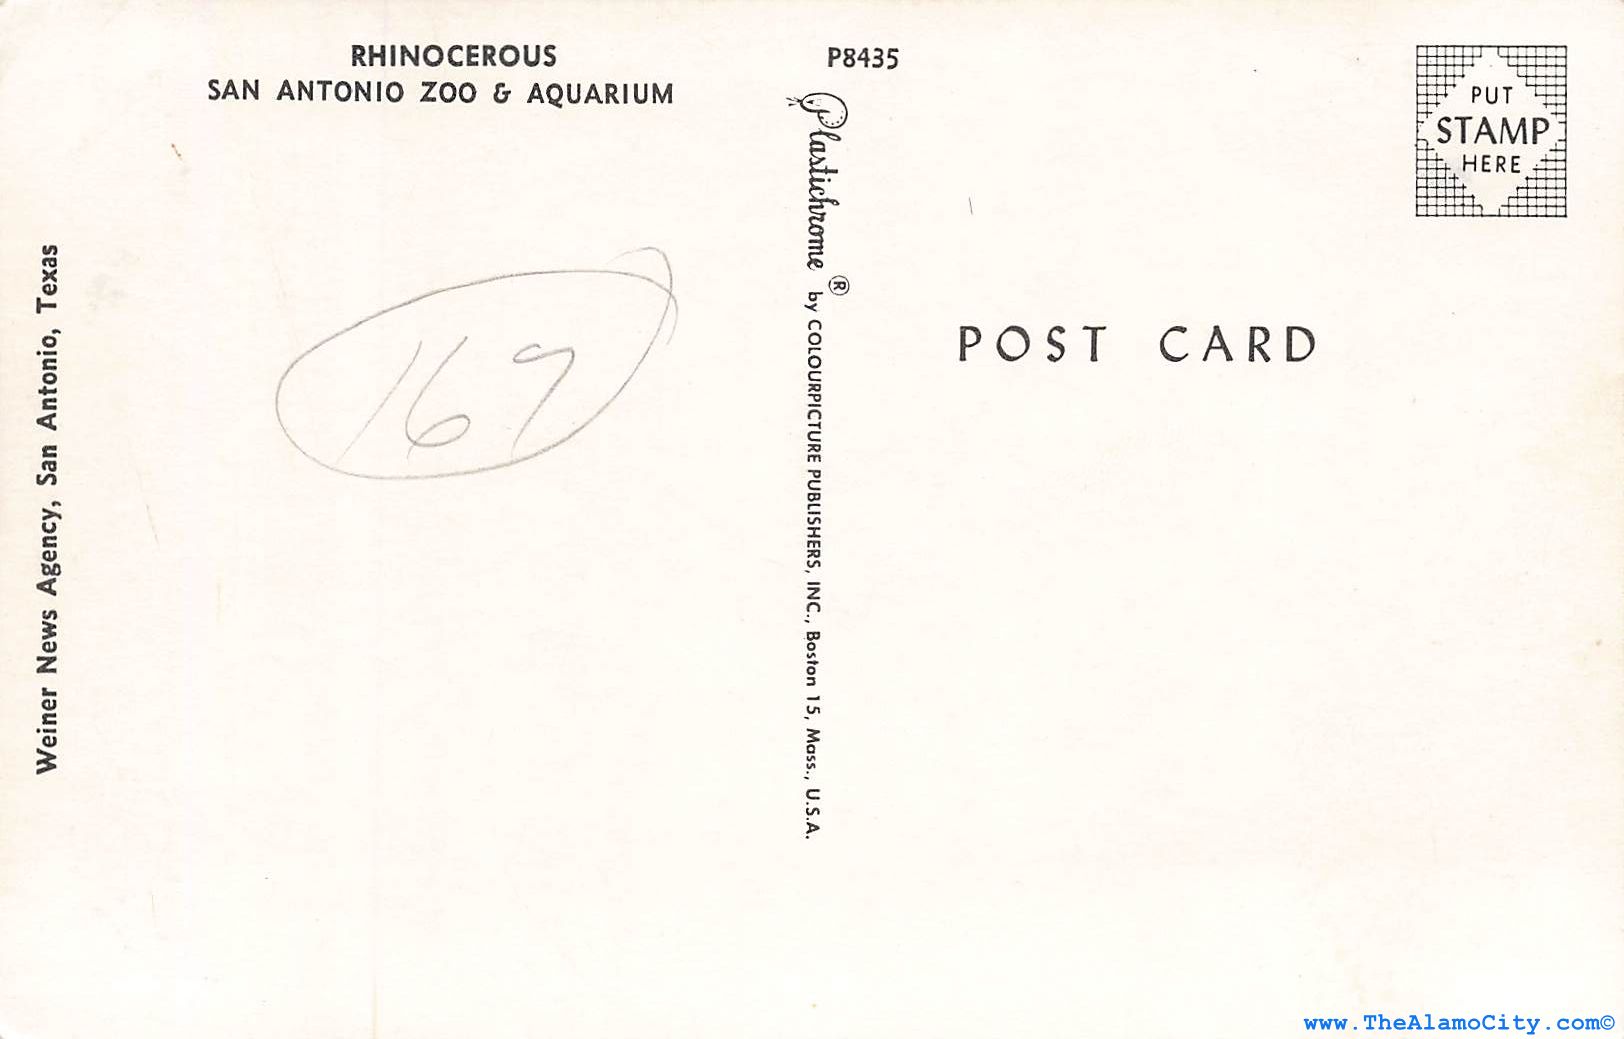 RHINOCEROUS
SAN ANTONIO ZOO & AQUARIUM
P8435
PUT
STAMP
HERE
Weiner News Agency, San Antonio, Texas
169
Plastichrome ® by COLOURPICTURE PUBLISHERS, INC., Boston 15, Mass., U.S.A.
POST CARD
www.TheAlamoCity.com©